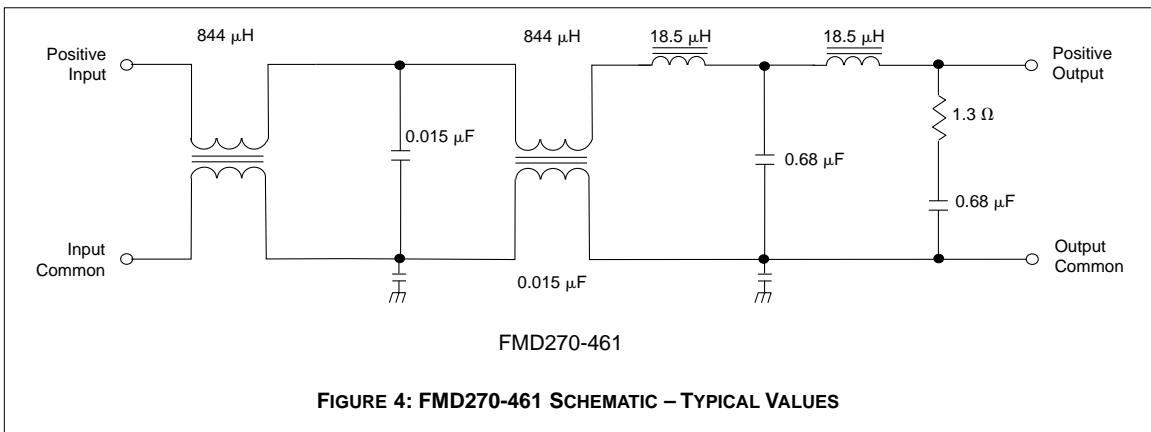 844 μH
844 μH
18.5 μH
18.5 μH
Positive
Input
Positive
Output
1.3 Ω
0.015 μF
0.68 μF
0.68 μF
Input
Common
Output
Common
0.015 μF
FMD270-461
FIGURE 4: FMD270-461 SCHEMATIC – TYPICAL VALUES